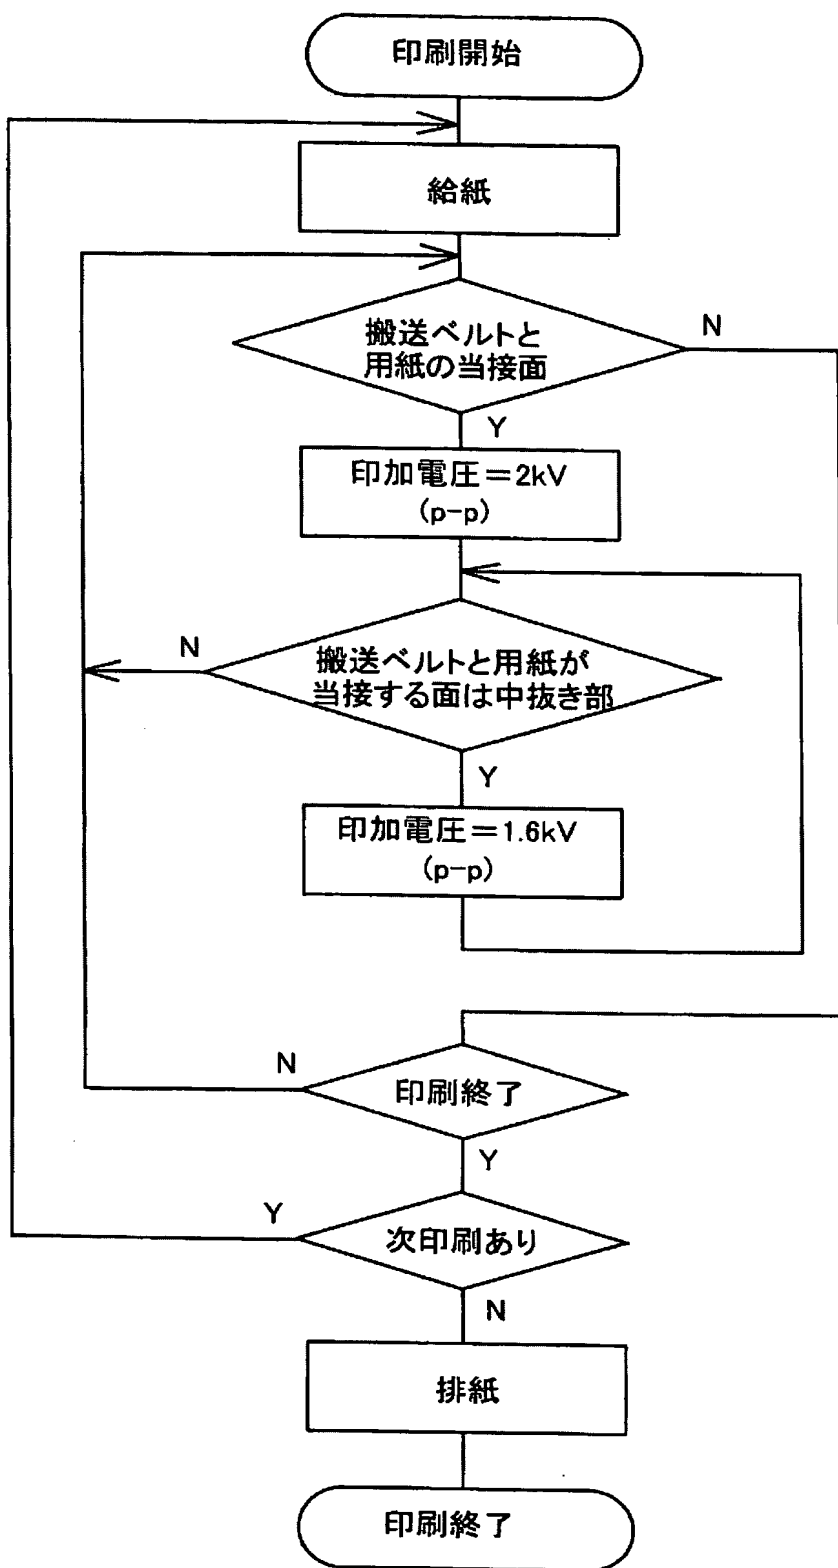 印刷開始
給紙
搬送ベルトと
用紙の当接面
N
Y
印加電圧＝2kV
(p-p)
N
搬送ベルトと用紙が
当接する面は中抜き部
Y
印加電圧＝1.6kV
(p-p)
N
印刷終了
Y
Y
次印刷あり
N
排紙
印刷終了